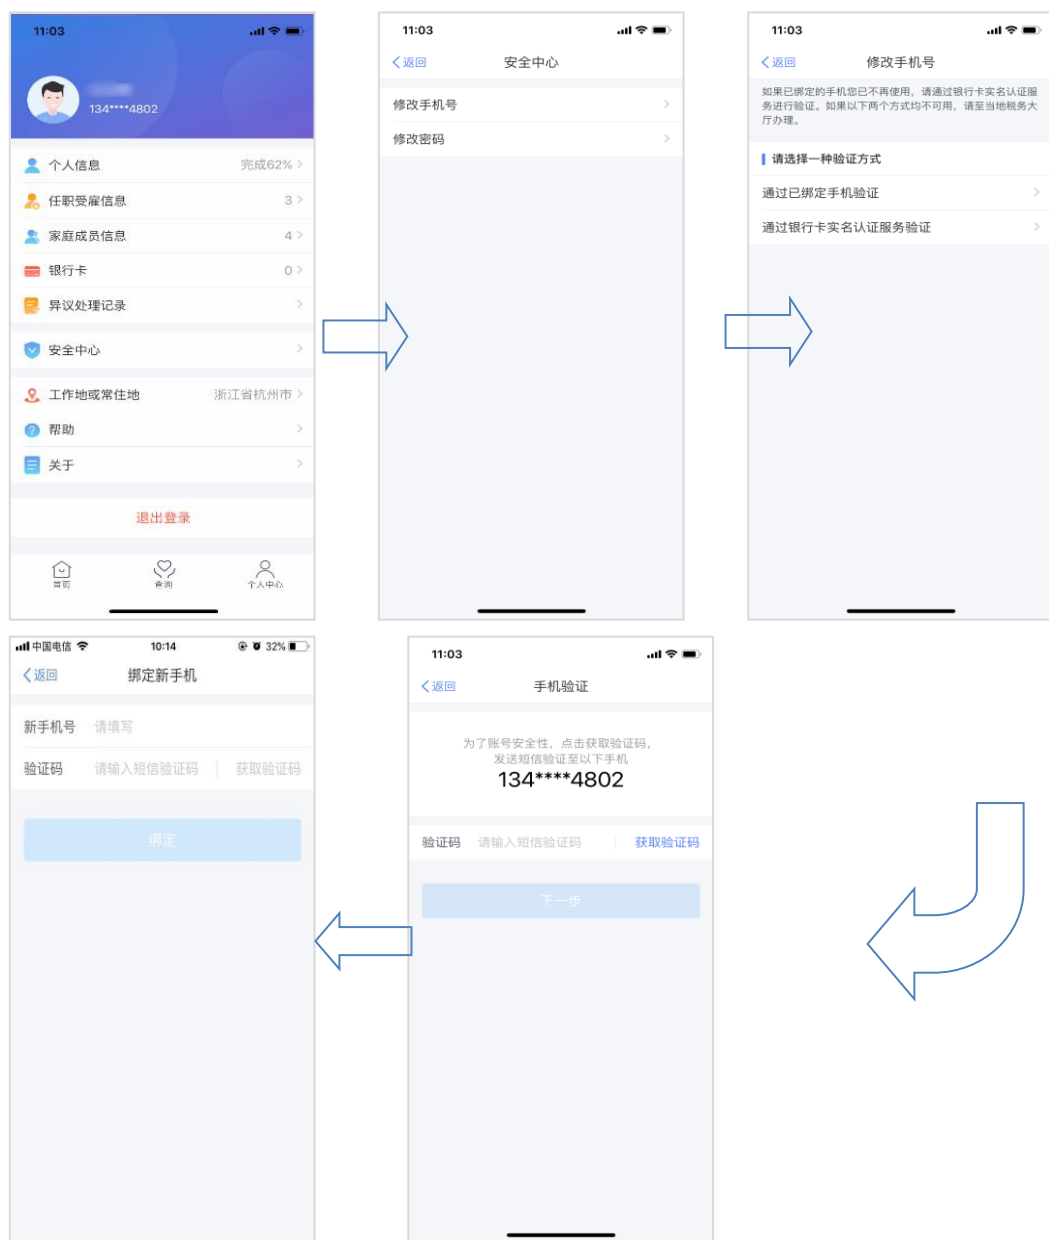 11:03
134****4802
个人信息 完成62%
任职受雇信息 3
家庭成员信息 4
银行卡 0
异议处理记录
安全中心
工作地或常住地 浙江省杭州市
帮助
关于
退出登录
首页 查询 个人中心
11:03
返回 安全中心
修改手机号
修改密码
11:03
返回 修改手机号
如果已绑定的手机您已不再使用，请通过银行卡实名认证服
务进行验证。如果以下两个方式均不可用，请至当地税务大
厅办理。
请选择一种验证方式
通过已绑定手机验证
通过银行卡实名认证服务验证
11:03
返回 手机验证
为了账号安全性，点击获取验证码，
发送短信验证至以下手机
134****4802
验证码 请输入短信验证码 获取验证码
下一步
中国电信 10:14 32%
返回 绑定新手机
新手机号 请填写
验证码 请输入短信验证码 获取验证码
绑定